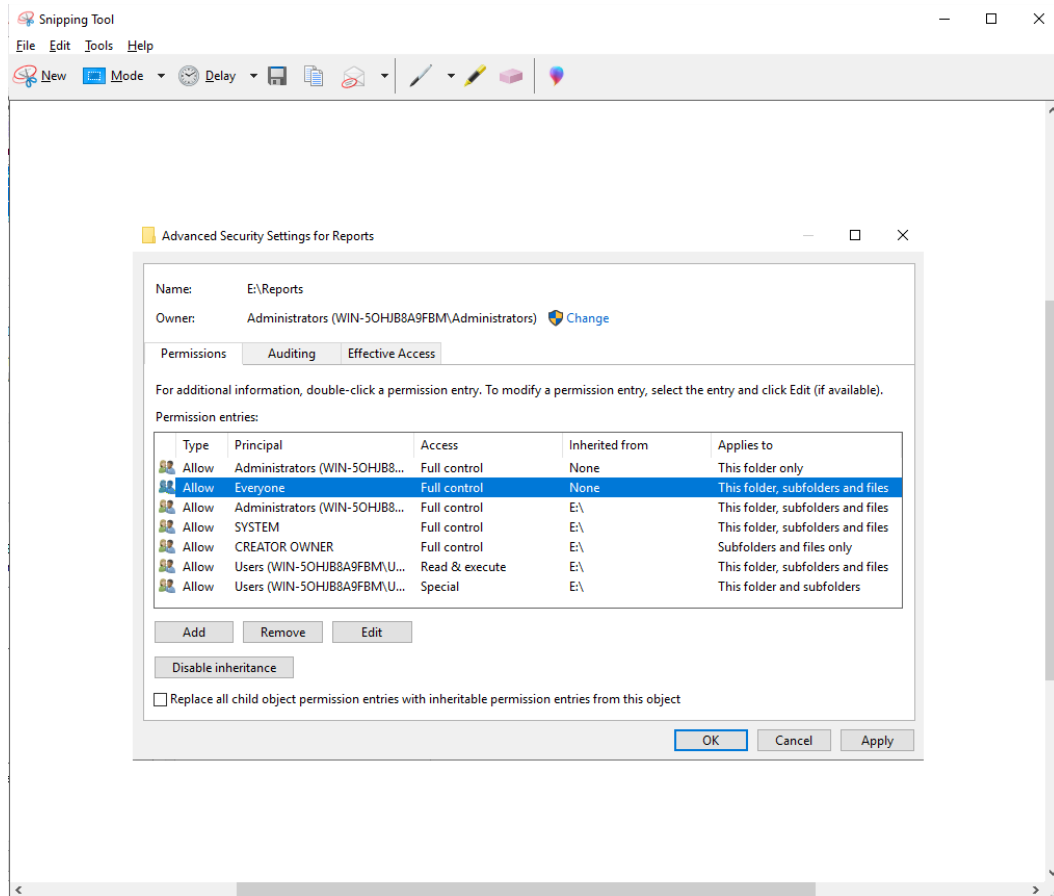 Snipping Tool
File Edit Tools Help
New Mode Delay
Advanced Security Settings for Reports
Name: E:\Reports
Owner: Administrators (WIN-5OHJB8A9FBM\Administrators) Change
Permissions Auditing Effective Access
For additional information, double-click a permission entry. To modify a permission entry, select the entry and click Edit (if available).
Permission entries:
Type Principal Access Inherited from Applies to
Allow Administrators (WIN-5OHJB8... Full control None This folder only
Allow Everyone Full control None This folder, subfolders and files
Allow Administrators (WIN-5OHJB8... Full control E:\ This folder, subfolders and files
Allow SYSTEM Full control E:\ This folder, subfolders and files
Allow CREATOR OWNER Full control E:\ Subfolders and files only
Allow Users (WIN-5OHJB8A9FBM\U... Read & execute E:\ This folder, subfolders and files
Allow Users (WIN-5OHJB8A9FBM\U... Special E:\ This folder and subfolders
Add Remove Edit
Disable inheritance
Replace all child object permission entries with inheritable permission entries from this object
OK Cancel Apply